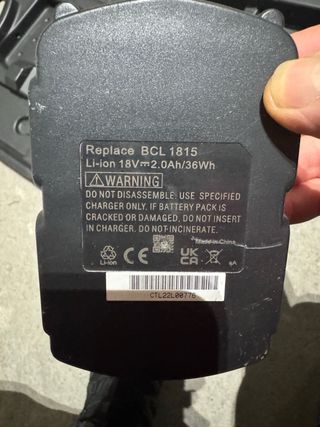 Replace BCL 1815
Li-ion 18V⎓2.0Ah/36Wh
⚠WARNING
DO NOT DISASSEMBLE. USE SPECIFIED
CHARGER ONLY. IF BATTERY PACK IS
CRACKED OR DAMAGED, DO NOT INSERT
IN CHARGER. DO NOT INCINERATE.
Made in China
Li-ion
CE
UK
CA
CTL22L00776